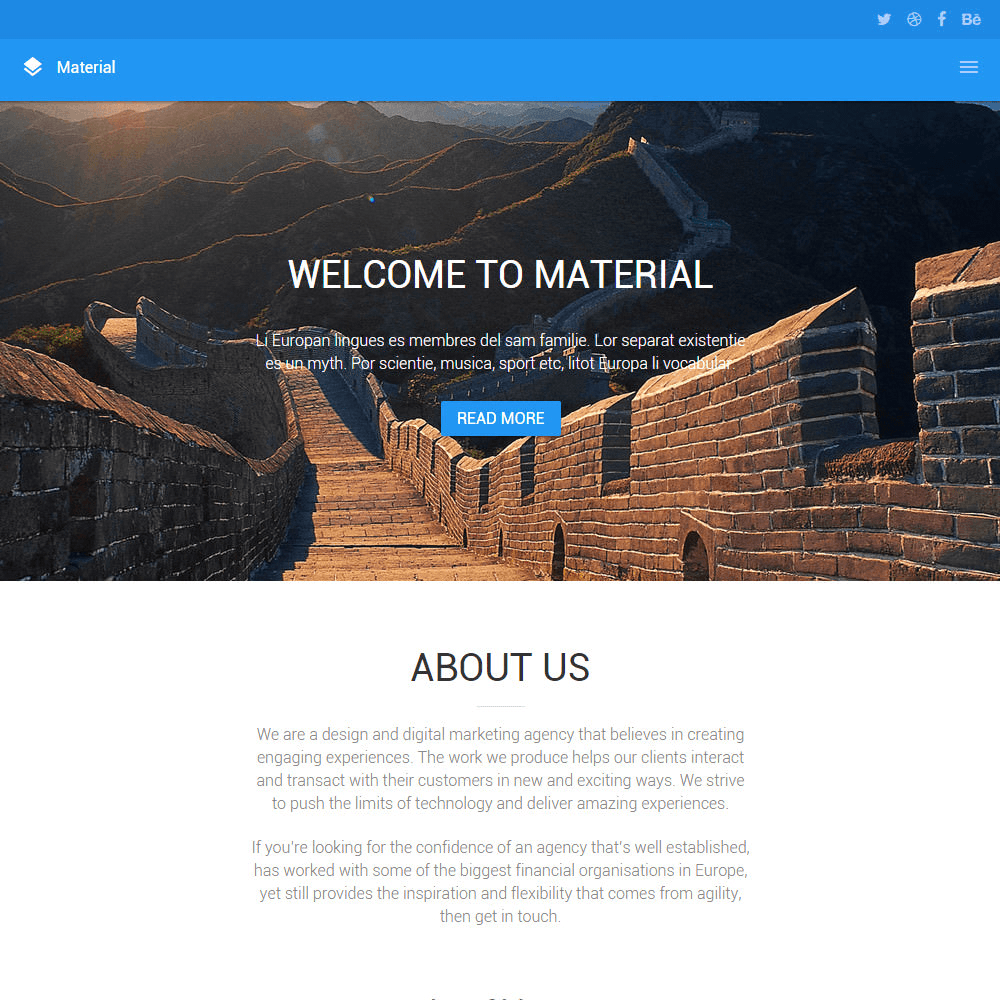 Bē
Material
WELCOME TO MATERIAL
Li Europan lingues es membres del sam familie. Lor separat existentie
es un myth. Por scientie, musica, sport etc, litot Europa li vocabular.
READ MORE
ABOUT US
We are a design and digital marketing agency that believes in creating
engaging experiences. The work we produce helps our clients interact
and transact with their customers in new and exciting ways. We strive
to push the limits of technology and deliver amazing experiences.
If you're looking for the confidence of an agency that's well established,
has worked with some of the biggest financial organisations in Europe,
yet still provides the inspiration and flexibility that comes from agility,
then get in touch.